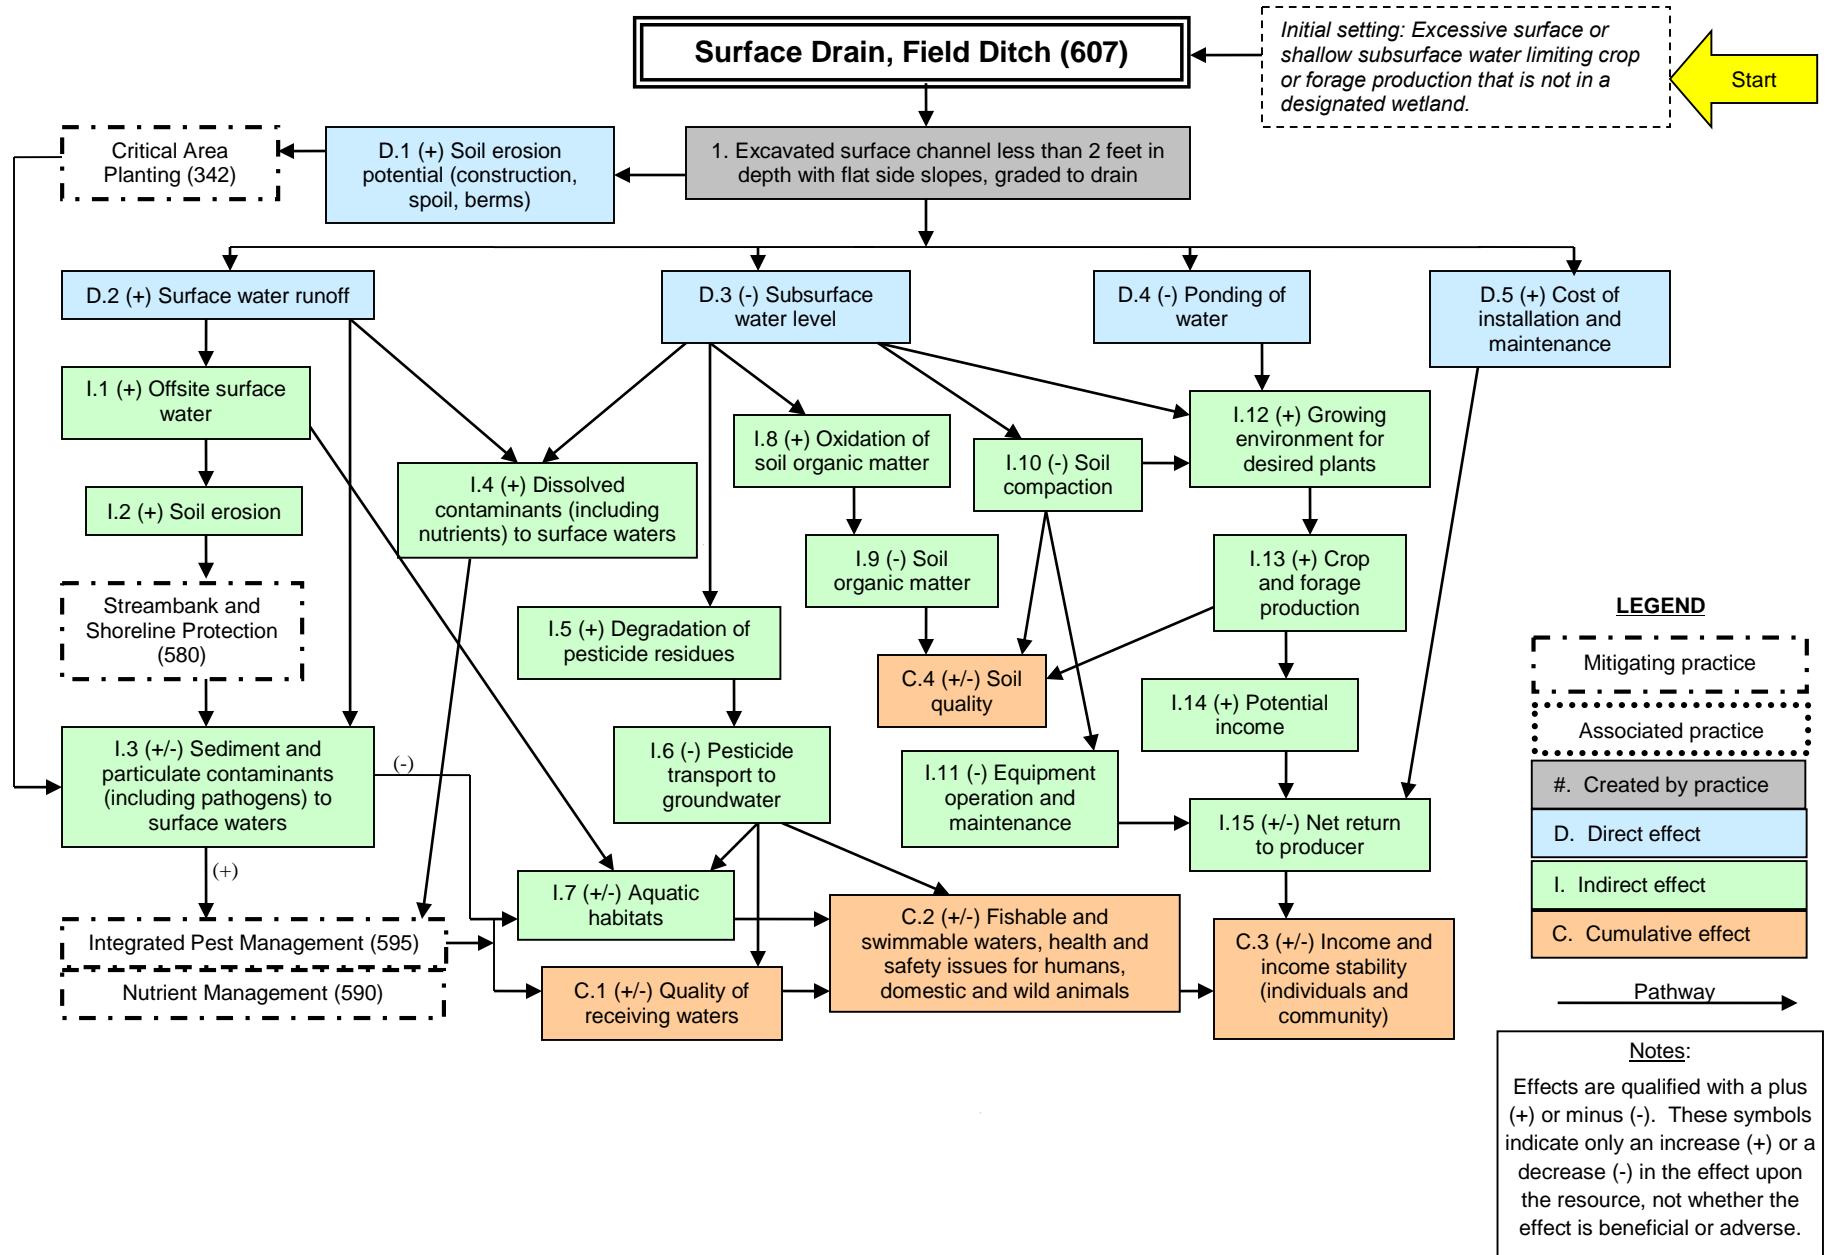 Surface Drain, Field Ditch (607)
Initial setting: Excessive surface or
shallow subsurface water limiting crop
or forage production that is not in a
designated wetland.
Start
Critical Area
Planting (342)
D.1 (+) Soil erosion
potential (construction,
spoil, berms)
1. Excavated surface channel less than 2 feet in
depth with flat side slopes, graded to drain
D.2 (+) Surface water runoff
D.3 (-) Subsurface
water level
D.4 (-) Ponding of
water
D.5 (+) Cost of
installation and
maintenance
I.1 (+) Offsite surface
water
I.2 (+) Soil erosion
Streambank and
Shoreline Protection
(580)
I.3 (+/-) Sediment and
particulate contaminants
(including pathogens) to
surface waters
(-)
(+)
Integrated Pest Management (595)
Nutrient Management (590)
I.4 (+) Dissolved
contaminants (including
nutrients) to surface waters
I.5 (+) Degradation of
pesticide residues
I.6 (-) Pesticide
transport to
groundwater
I.7 (+/-) Aquatic
habitats
C.1 (+/-) Quality of
receiving waters
I.8 (+) Oxidation of
soil organic matter
I.9 (-) Soil
organic matter
I.10 (-) Soil
compaction
C.4 (+/-) Soil
quality
I.11 (-) Equipment
operation and
maintenance
C.2 (+/-) Fishable and
swimmable waters, health and
safety issues for humans,
domestic and wild animals
I.12 (+) Growing
environment for
desired plants
I.13 (+) Crop
and forage
production
I.14 (+) Potential
income
I.15 (+/-) Net return
to producer
C.3 (+/-) Income and
income stability
(individuals and
community)
LEGEND
Mitigating practice
Associated practice
#. Created by practice
D. Direct effect
I. Indirect effect
C. Cumulative effect
Pathway
Notes:
Effects are qualified with a plus
(+) or minus (-). These symbols
indicate only an increase (+) or a
decrease (-) in the effect upon
the resource, not whether the
effect is beneficial or adverse.